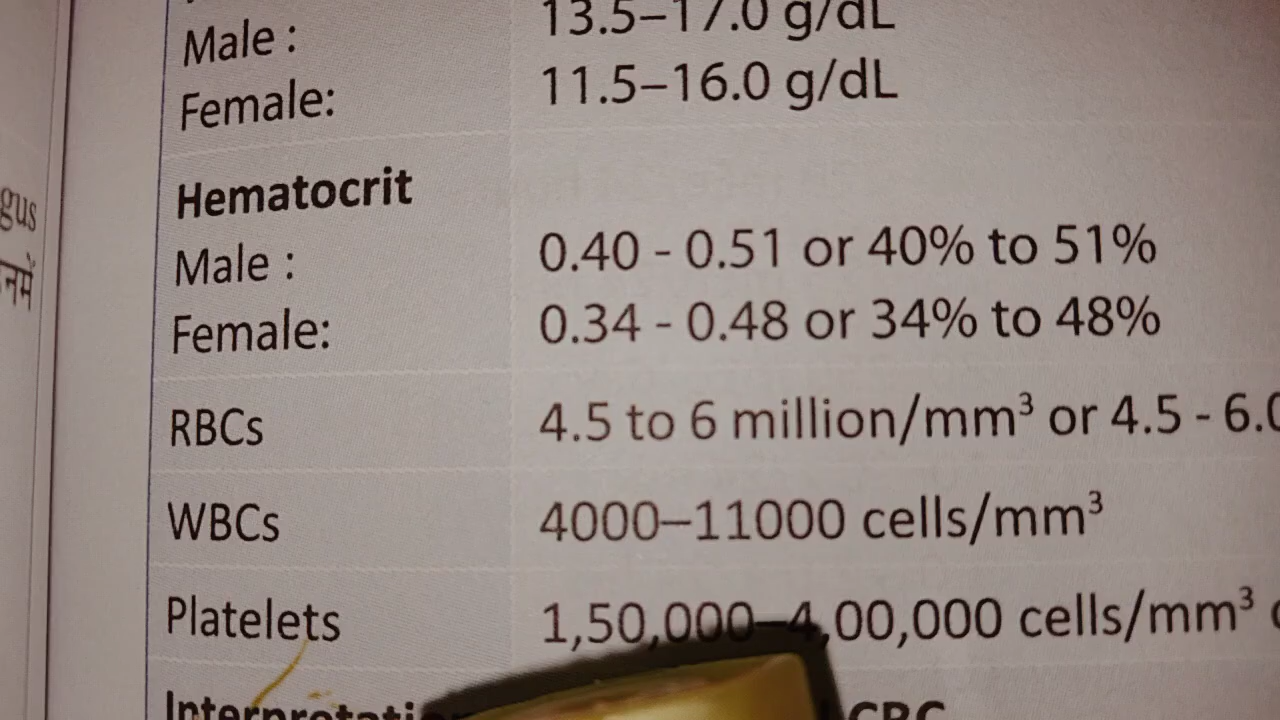 Male : 13.5–17.0 g/dL
Female: 11.5–16.0 g/dL
Hematocrit
Male : 0.40 - 0.51 or 40% to 51%
Female: 0.34 - 0.48 or 34% to 48%
RBCs 4.5 to 6 million/mm³ or 4.5 - 6.0
WBCs 4000–11000 cells/mm³
Platelets 1,50,000–4,00,000 cells/mm³
CBC
gus
नमें